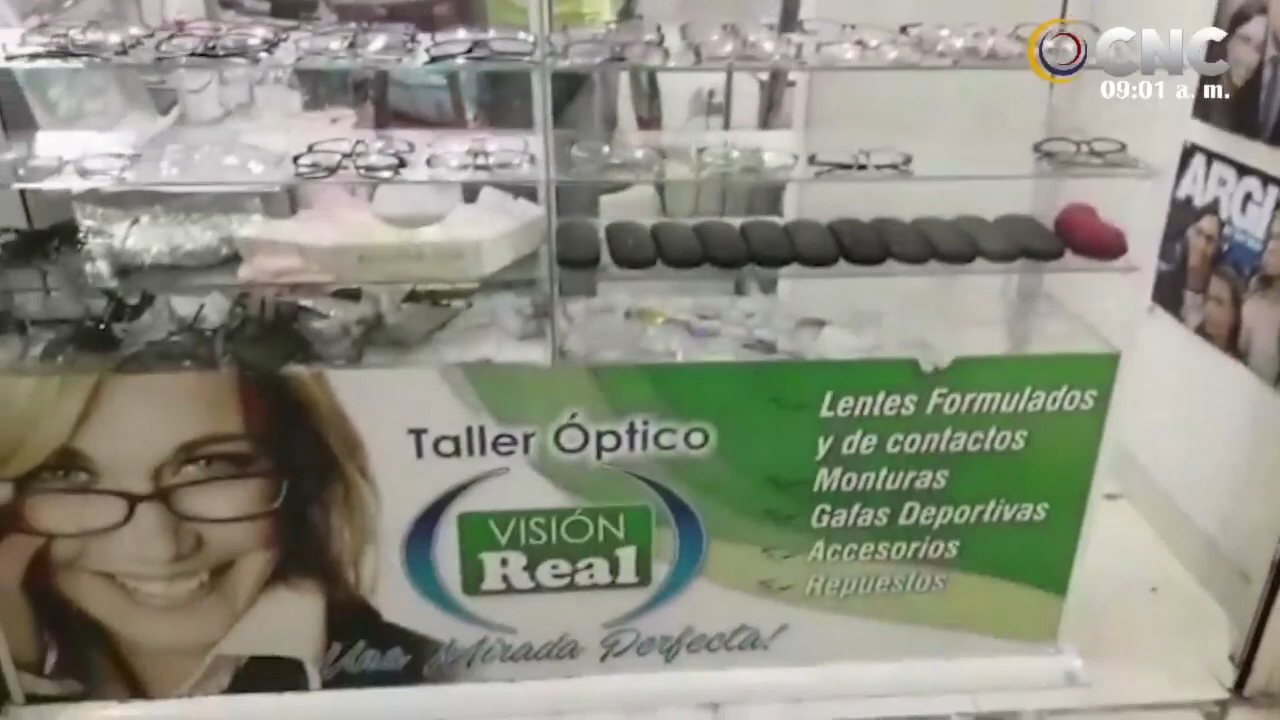 CNC
09:01 a. m.
ARGI
Taller Óptico
VISIÓN
Real
Una Mirada Perfecta!
Lentes Formulados
y de contactos
Monturas
Gafas Deportivas
Accesorios
Repuestos